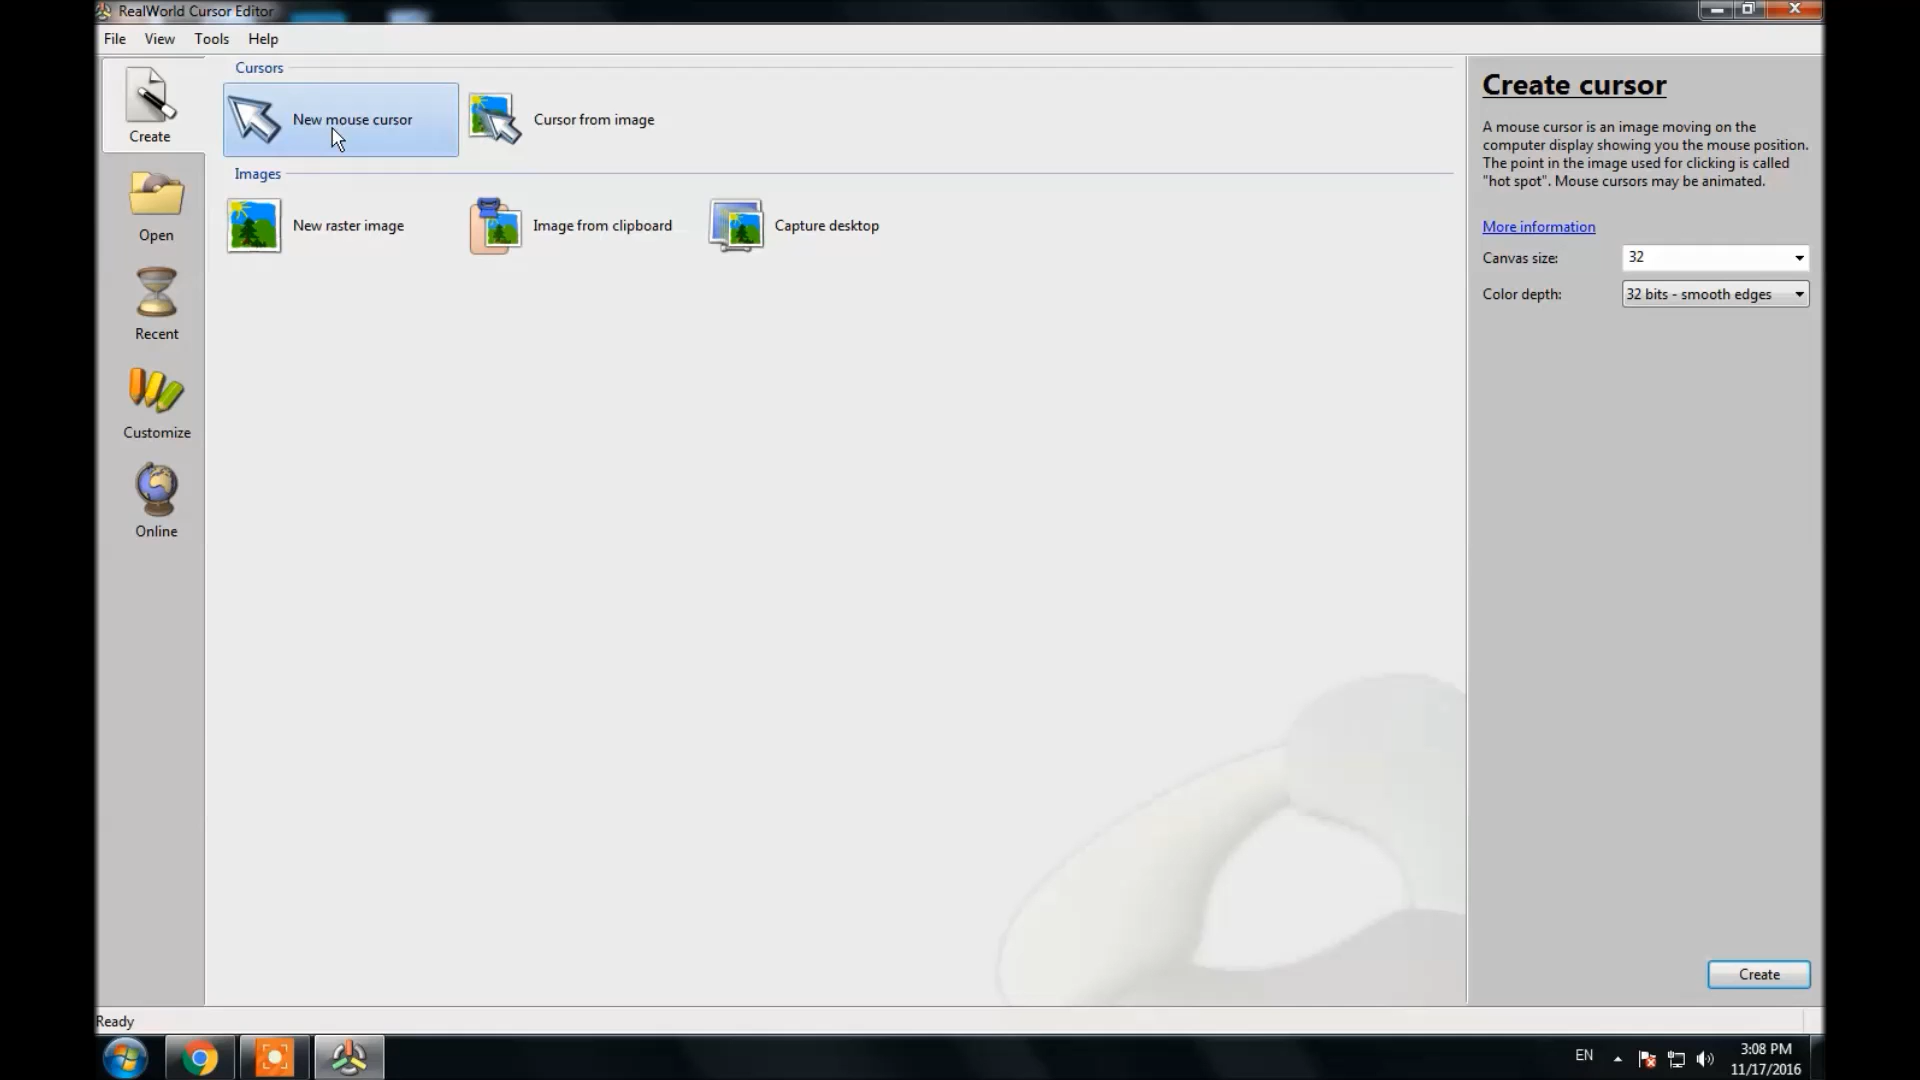 RealWorld Cursor Editor
File View Tools Help
Create
Open
Recent
Customize
Online
Cursors
New mouse cursor
Cursor from image
Images
New raster image
Image from clipboard
Capture desktop
Create cursor
A mouse cursor is an image moving on the
computer display showing you the mouse position.
The point in the image used for clicking is called
"hot spot". Mouse cursors may be animated.
More information
Canvas size: 32
Color depth: 32 bits - smooth edges
Create
Ready
EN
3:08 PM
11/17/2016